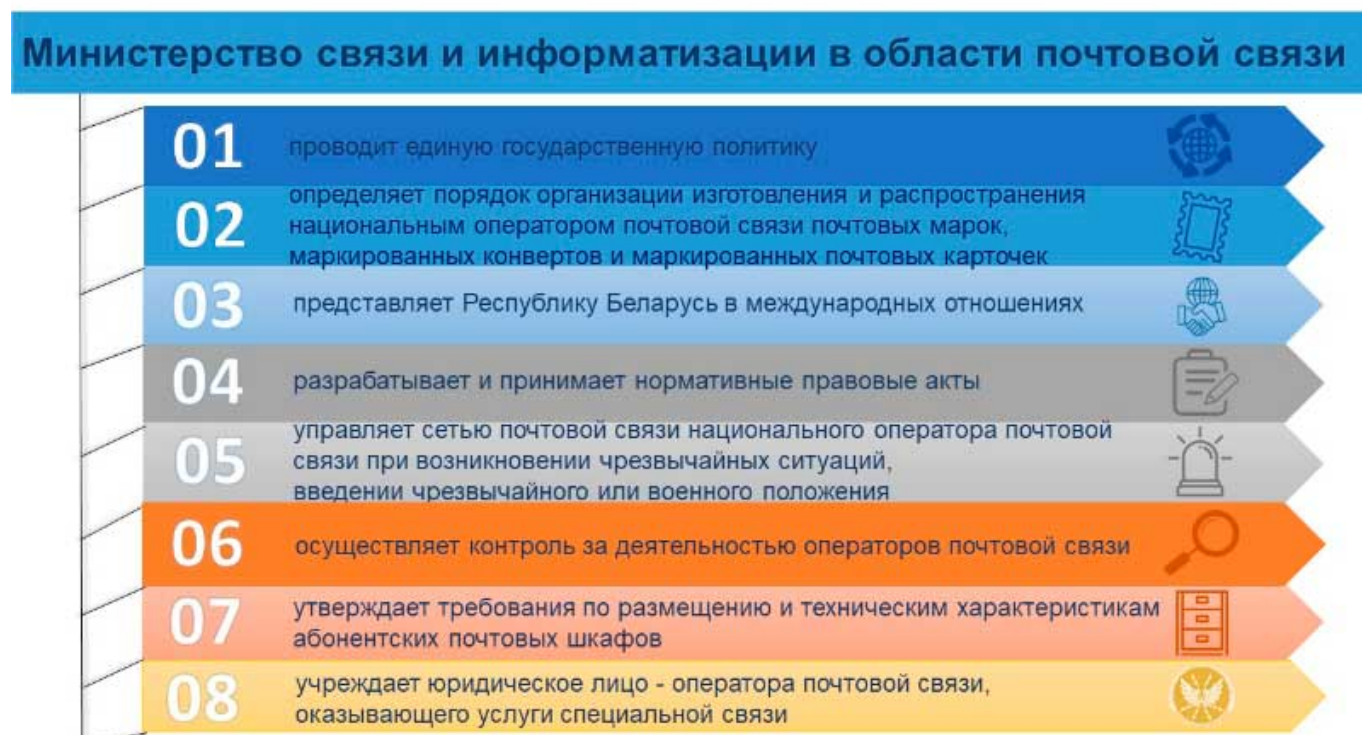 Министерство связи и информатизации в области почтовой связи
01
проводит единую государственную политику
02
определяет порядок организации изготовления и распространения
национальным оператором почтовой связи почтовых марок,
маркированных конвертов и маркированных почтовых карточек
03
представляет Республику Беларусь в международных отношениях
04
разрабатывает и принимает нормативные правовые акты
05
управляет сетью почтовой связи национального оператора почтовой
связи при возникновении чрезвычайных ситуаций,
введении чрезвычайного или военного положения
06
осуществляет контроль за деятельностью операторов почтовой связи
07
утверждает требования по размещению и техническим характеристикам
абонентских почтовых шкафов
08
учреждает юридическое лицо - оператора почтовой связи,
оказывающего услуги специальной связи